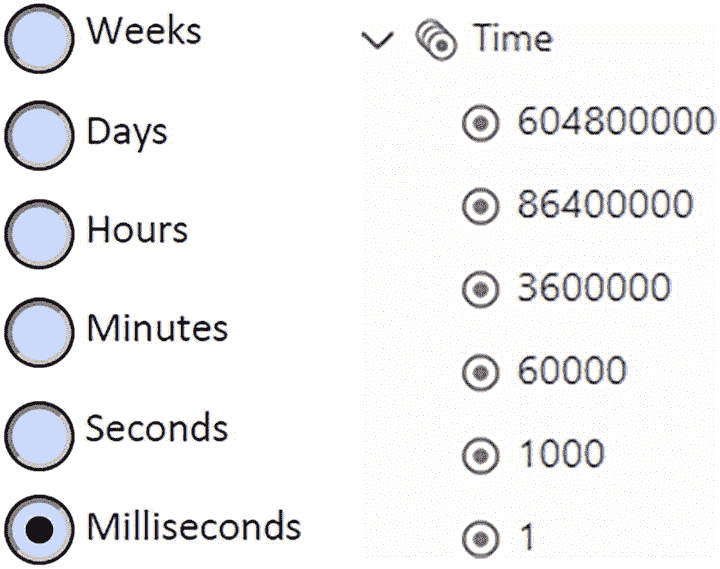 Weeks
Days
Hours
Minutes
Seconds
Milliseconds
Time
604800000
86400000
3600000
60000
1000
1